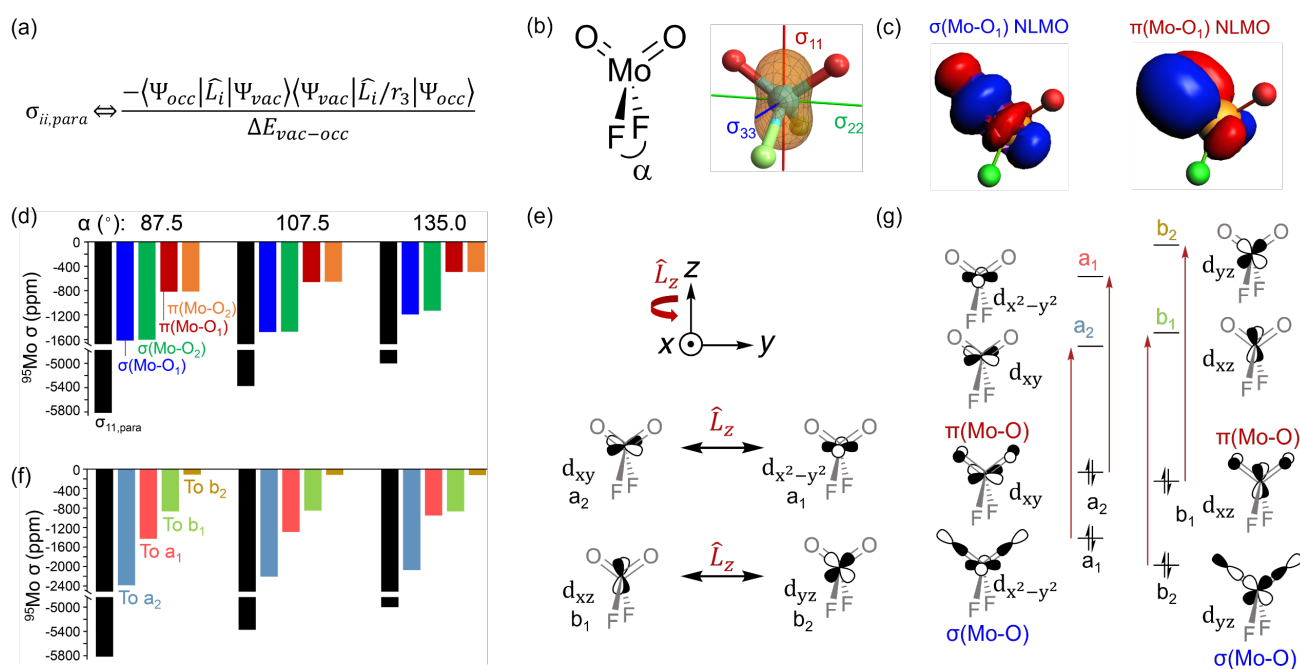 (a)
σii,para ⇔ −⟨Ψocc|L̂i|Ψvac⟩⟨Ψvac|L̂i/r3|Ψocc⟩
ΔEvac−occ
(b)
O O
Mo
F F
α
σ11
σ33
σ22
(c)
σ(Mo-O1) NLMO
π(Mo-O1) NLMO
(d)
α (°): 87.5 107.5 135.0
95Mo σ (ppm)
0
-400
-800
-1200
-1600
-5000
-5400
-5800
π(Mo-O2)
π(Mo-O1)
σ(Mo-O2)
σ(Mo-O1)
σ11,para
(f)
95Mo σ (ppm)
0
-400
-800
-1200
-1600
-2000
-2400
-5000
-5400
-5800
To b2
To b1
To a1
To a2
(e)
L̂z
z
x
y
O O
F F
dxy
a2
L̂z
O O
F F
dx2−y2
a1
O O
F F
dxz
b1
L̂z
O O
F F
dyz
b2
(g)
O O
F F
dx2−y2
a1
O O
F F
dxy
a2
π(Mo-O)
F F
dxy
a2
F F
dx2−y2
a1
σ(Mo-O)
b2
O O
F F
dyz
b1
O O
F F
dxz
π(Mo-O)
b1
F F
dxz
b2
F F
dyz
σ(Mo-O)